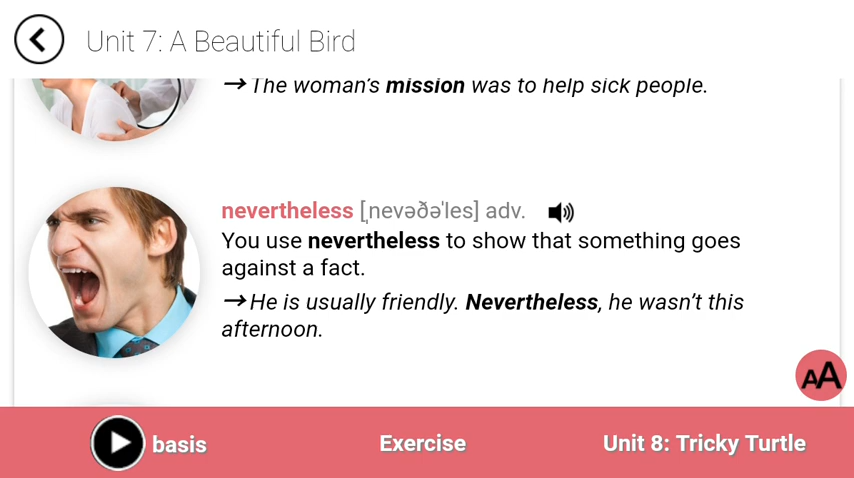 Unit 7: A Beautiful Bird
→ The woman's mission was to help sick people.
nevertheless [ˌnevəðəˈles] adv.
You use nevertheless to show that something goes
against a fact.
→ He is usually friendly. Nevertheless, he wasn't this
afternoon.
AA
basis
Exercise
Unit 8: Tricky Turtle